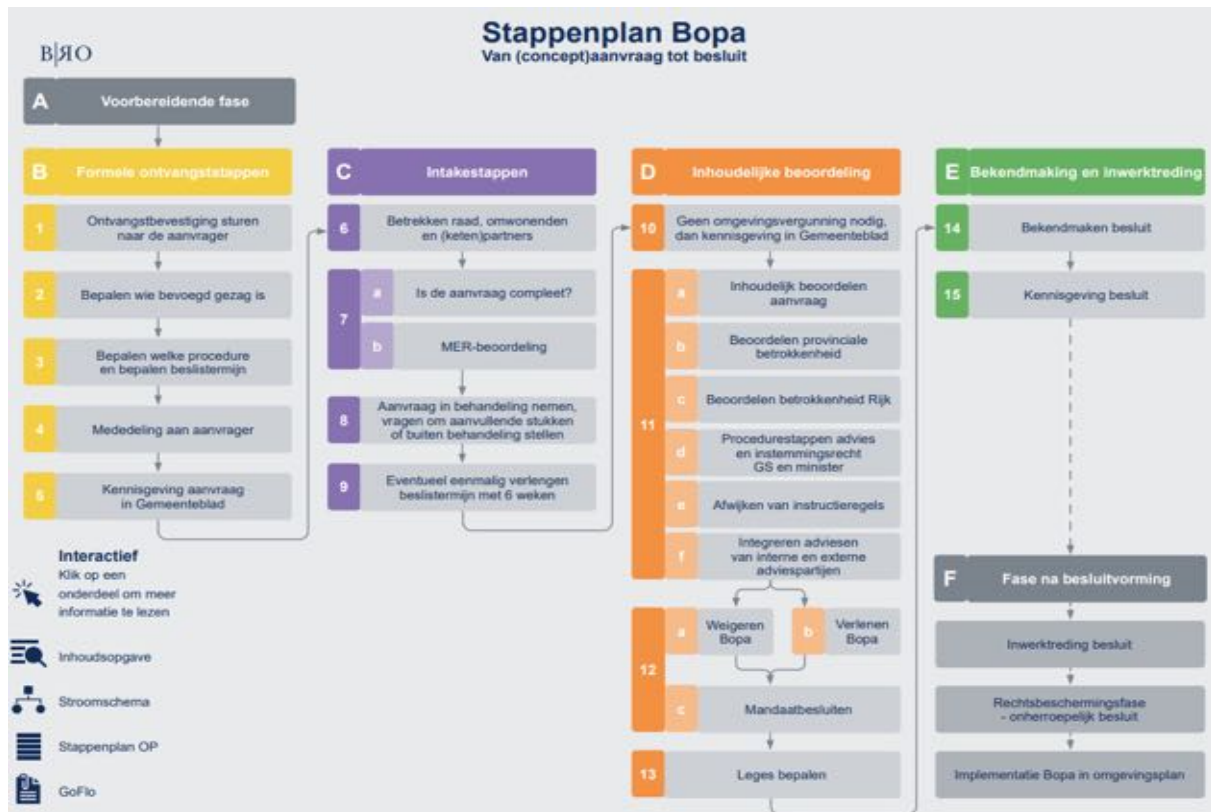 Stappenplan Bopa
Van (concept)aanvraag tot besluit
B|RO
A Voorbereidende fase
B Formele ontvangststappen
1 Ontvangstbevestiging sturen
naar de aanvrager
2 Bepalen wie bevoegd gezag is
3 Bepalen welke procedure
en bepalen beslistermijn
4 Mededeling aan aanvrager
5 Kennisgeving aanvraag
in Gemeenteblad
Interactief
Klik op een
onderdeel om meer
informatie te lezen
Inhoudsopgave
Stroomschema
Stappenplan OP
GoFlo
C Intakestappen
6 Betrekken raad, omwonenden
en (keten)partners
7
a Is de aanvraag compleet?
b MER-beoordeling
8 Aanvraag in behandeling nemen,
vragen om aanvullende stukken
of buiten behandeling stellen
9 Eventueel eenmalig verlengen
beslistermijn met 6 weken
D Inhoudelijke beoordeling
10 Geen omgevingsvergunning nodig,
dan kennisgeving in Gemeenteblad
11
a Inhoudelijk beoordelen
aanvraag
b Beoordelen provinciale
betrokkenheid
c Beoordelen betrokkenheid Rijk
d Procedurestappen advies
en instemmingsrecht
GS en minister
e Afwijken van instructieregels
f Integreren adviesen
van interne en externe
adviespartijen
12
a Weigeren
Bopa
b Verlenen
Bopa
c Mandaatbesluiten
13 Leges bepalen
E Bekendmaking en inwerktreding
14 Bekendmaken besluit
15 Kennisgeving besluit
F Fase na besluitvorming
Inwerktreding besluit
Rechtsbeschermingsfase
- onherroepelijk besluit
Implementatie Bopa in omgevingsplan